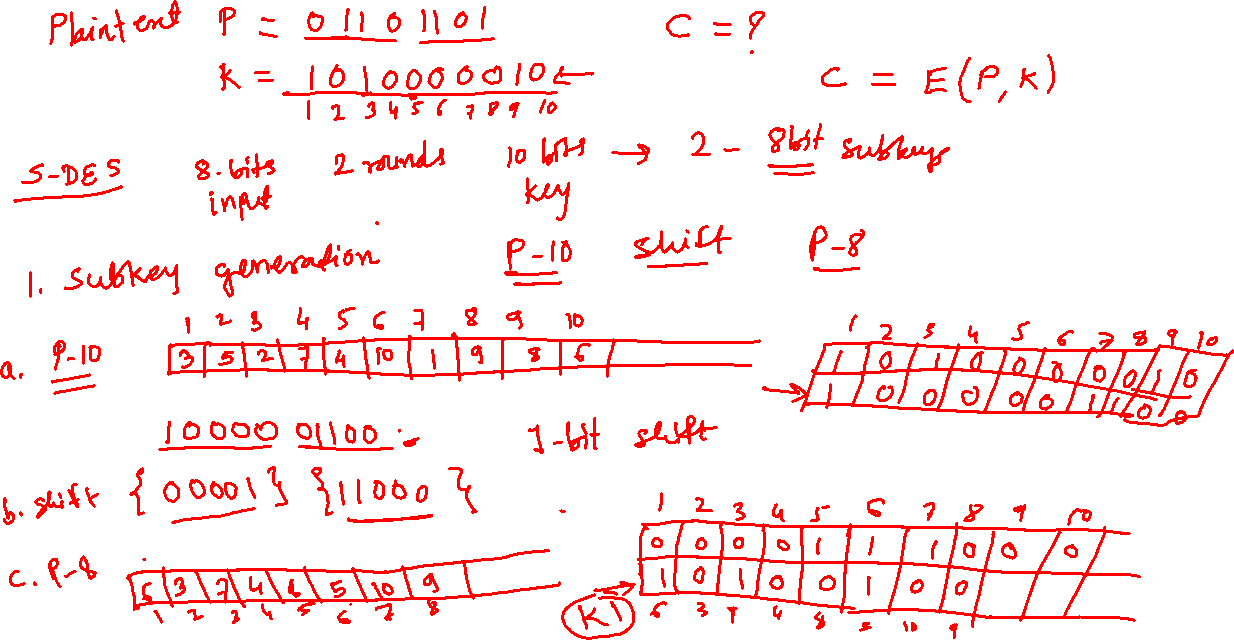 Plaintext P = 0110 1101 C = ?
K = 1010000010 ← C = E(P,K)
1 2 3 4 5 6 7 8 9 10
S-DES 8-bits input 2 rounds 10 bits key → 2 - 8bit subkeys
1. Subkey generation P-10 shift P-8
1 2 3 4 5 6 7 8 9 10
a. P-10 3 5 2 7 4 10 1 9 8 6
1 2 3 4 5 6 7 8 9 10
1 0 1 0 0 0 0 0 1 0
→ 1 0 0 0 0 0 1 1 0 0
10000 01100 1-bit shift
b. shift {00001} {11000}
1 2 3 4 5 6 7 8 9 10
0 0 0 0 1 1 1 0 0 0
c. P-8 6 3 7 4 5 10 9
1 2 3 4 5 6 7 8
K1 → 1 0 1 0 0 1 0 0
6 3 7 4 8 5 10 9